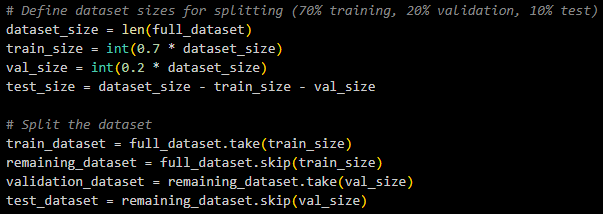 # Define dataset sizes for splitting (70% training, 20% validation, 10% test)
dataset_size = len(full_dataset)
train_size = int(0.7 * dataset_size)
val_size = int(0.2 * dataset_size)
test_size = dataset_size - train_size - val_size

# Split the dataset
train_dataset = full_dataset.take(train_size)
remaining_dataset = full_dataset.skip(train_size)
validation_dataset = remaining_dataset.take(val_size)
test_dataset = remaining_dataset.skip(val_size)